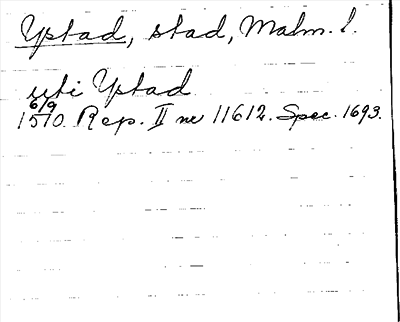 Ystad, stad, Malm. l.
uti Ystad
1510 6/9 Rep. II nr 11612. Spec. 1693.